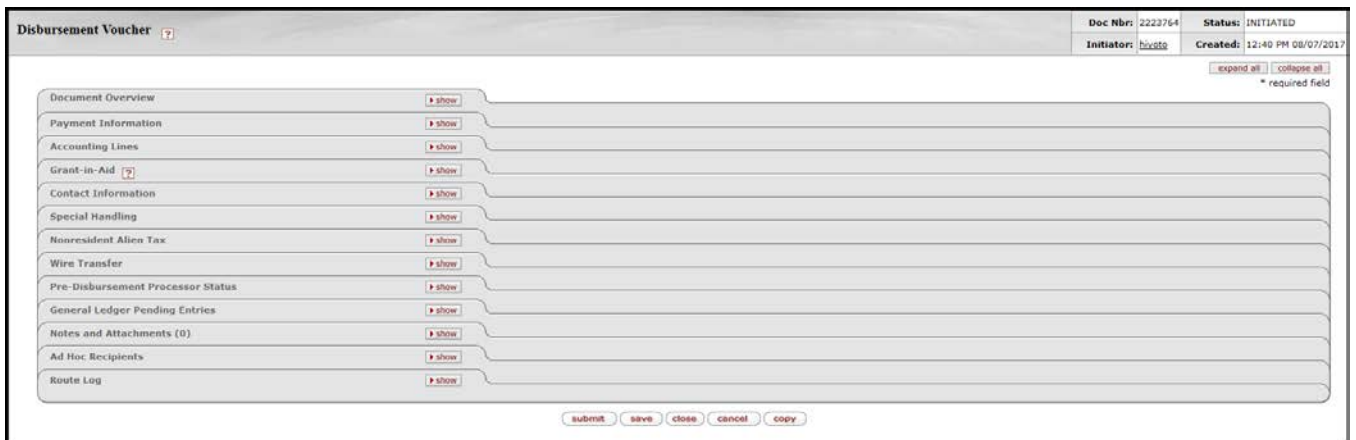 Disbursement Voucher ?
Doc Nbr: 2223764 Status: INITIATED
Initiator: hivoto Created: 12:40 PM 08/07/2017
expand all collapse all
* required field
Document Overview show
Payment Information show
Accounting Lines show
Grant-in-Aid ? show
Contact Information show
Special Handling show
Nonresident Alien Tax show
Wire Transfer show
Pre-Disbursement Processor Status show
General Ledger Pending Entries show
Notes and Attachments (0) show
Ad Hoc Recipients show
Route Log show
submit save close cancel copy